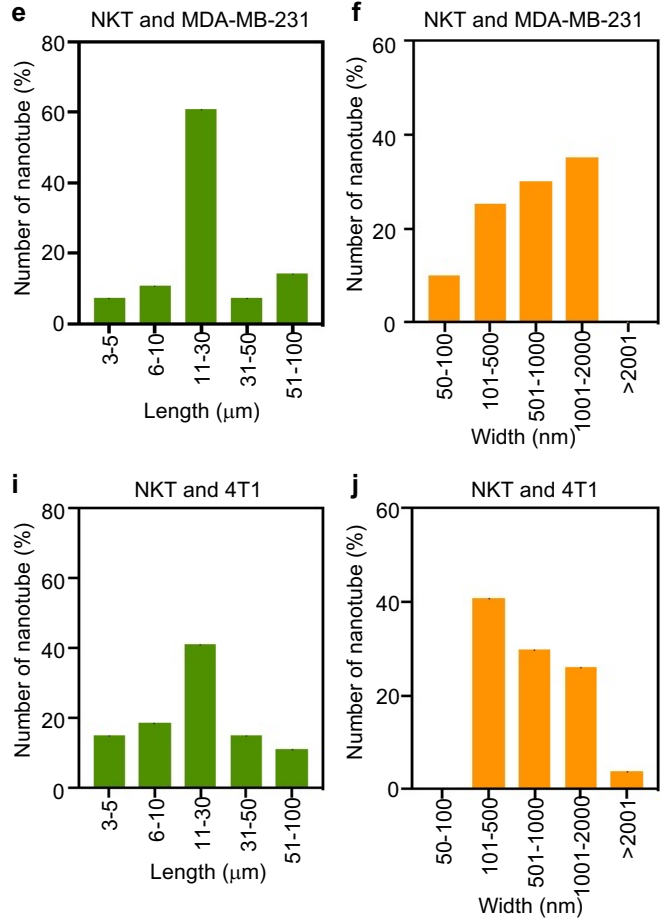 e
NKT and MDA-MB-231
Number of nanotube (%)
80
60
40
20
0
3-5
6-10
11-30
31-50
51-100
Length (μm)
f
NKT and MDA-MB-231
Number of nanotube (%)
60
40
20
0
50-100
101-500
501-1000
1001-2000
>2001
Width (nm)
i
NKT and 4T1
Number of nanotube (%)
80
60
40
20
0
3-5
6-10
11-30
31-50
51-100
Length (μm)
j
NKT and 4T1
Number of nanotube (%)
60
40
20
0
50-100
101-500
501-1000
1001-2000
>2001
Width (nm)